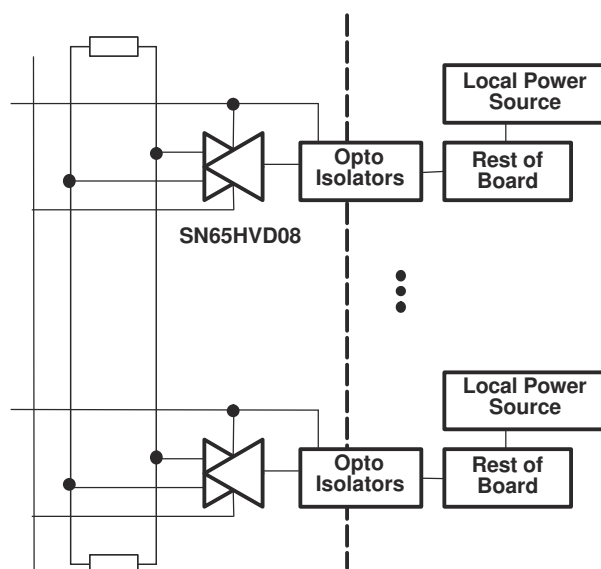 Local Power
Source
Opto
Isolators
Rest of
Board
SN65HVD08
Local Power
Source
Opto
Isolators
Rest of
Board